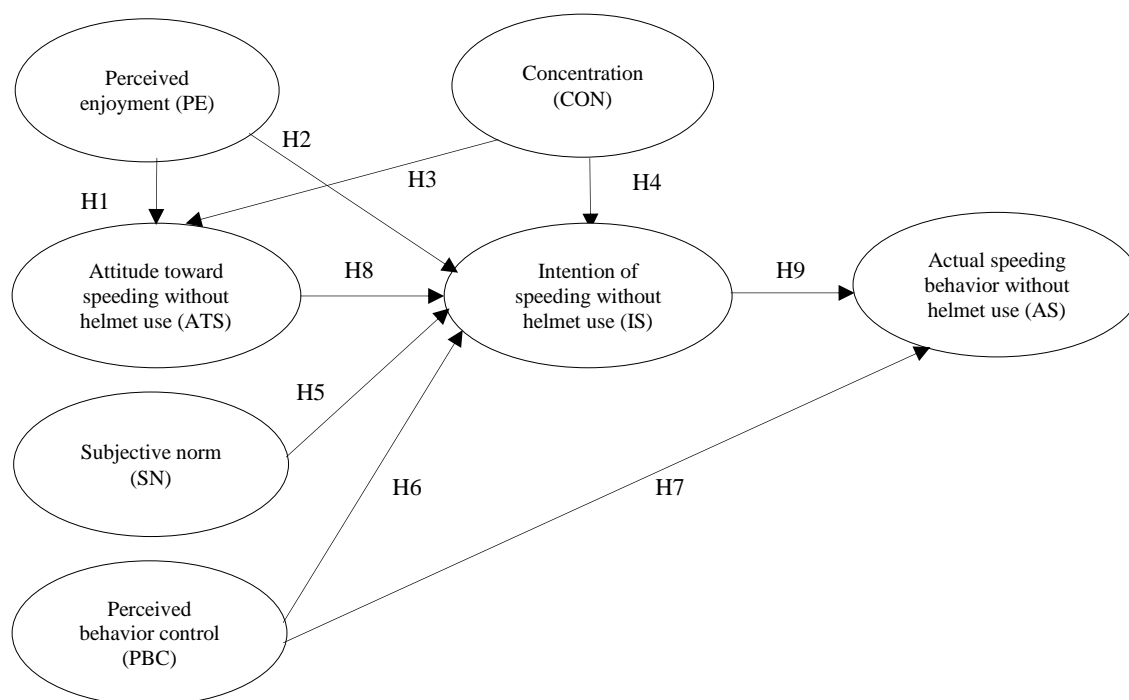 Perceived
enjoyment (PE)
Concentration
(CON)
H2
H3
H1
H4
Attitude toward
speeding without
helmet use (ATS)
H8
Intention of
speeding without
helmet use (IS)
H9
Actual speeding
behavior without
helmet use (AS)
H5
Subjective norm
(SN)
H6
H7
Perceived
behavior control
(PBC)